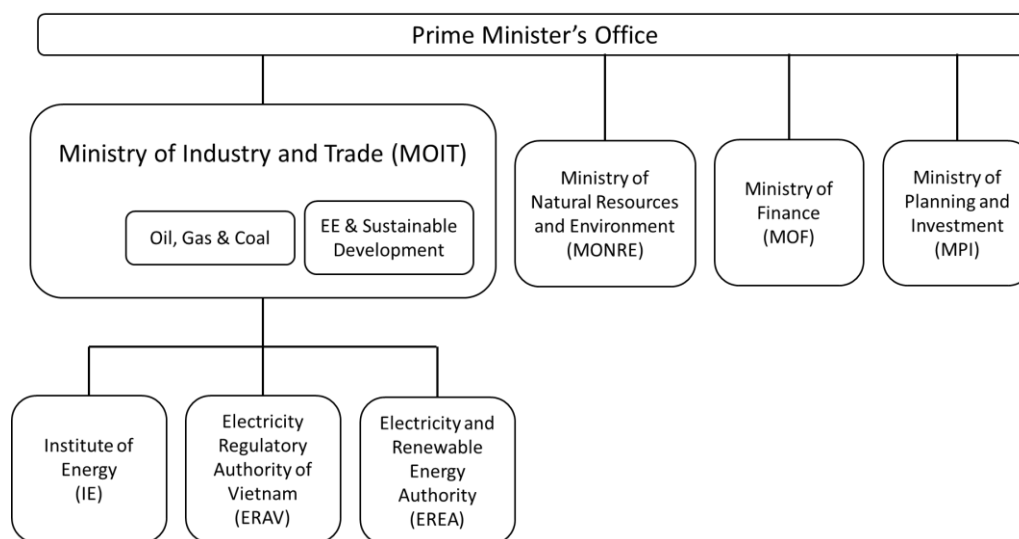 Prime Minister’s Office
Ministry of Industry and Trade (MOIT)
Oil, Gas & Coal
EE & Sustainable
Development
Ministry of
Natural Resources
and Environment
(MONRE)
Ministry of
Finance
(MOF)
Ministry of
Planning and
Investment
(MPI)
Institute of
Energy
(IE)
Electricity
Regulatory
Authority of
Vietnam
(ERAV)
Electricity and
Renewable
Energy
Authority
(EREA)